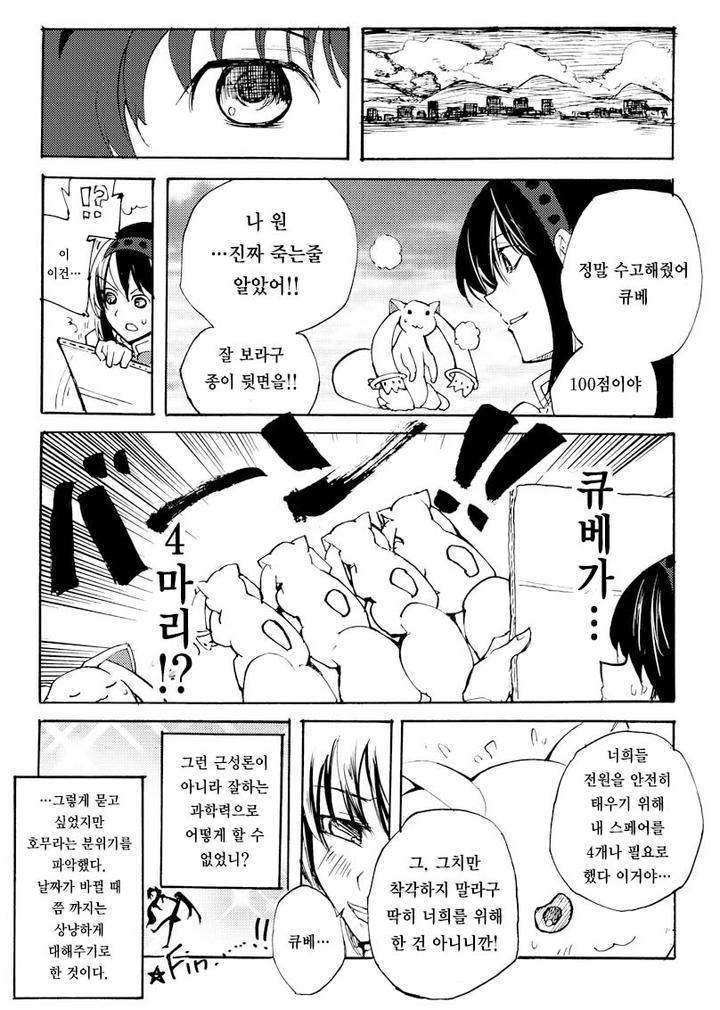 정말 수고해줬어
큐베
100점이야
나 원
…진짜 죽는줄
알았어!!
잘 보라구
종이 뒷면을!!
!!?
이
이건…
バーン!!
큐베가…
4마리!?
너희들
전원을 안전히
태우기 위해
내 스페어를
4개나 필요로
했다 이거야…
그, 그치만
착각하지 말라구
딱히 너희를 위해
한 건 아니니깐!
큐베…
!!
그런 근성론이
아니라 잘하는
과학력으로
어떻게 할 수
없었니?
…그렇게 묻고
싶었지만
호무라는 분위기를
파악했다.
날짜가 바뀔 때
쯤 까지는
상냥하게
대해주기로
한 것이다.
☆Fin……